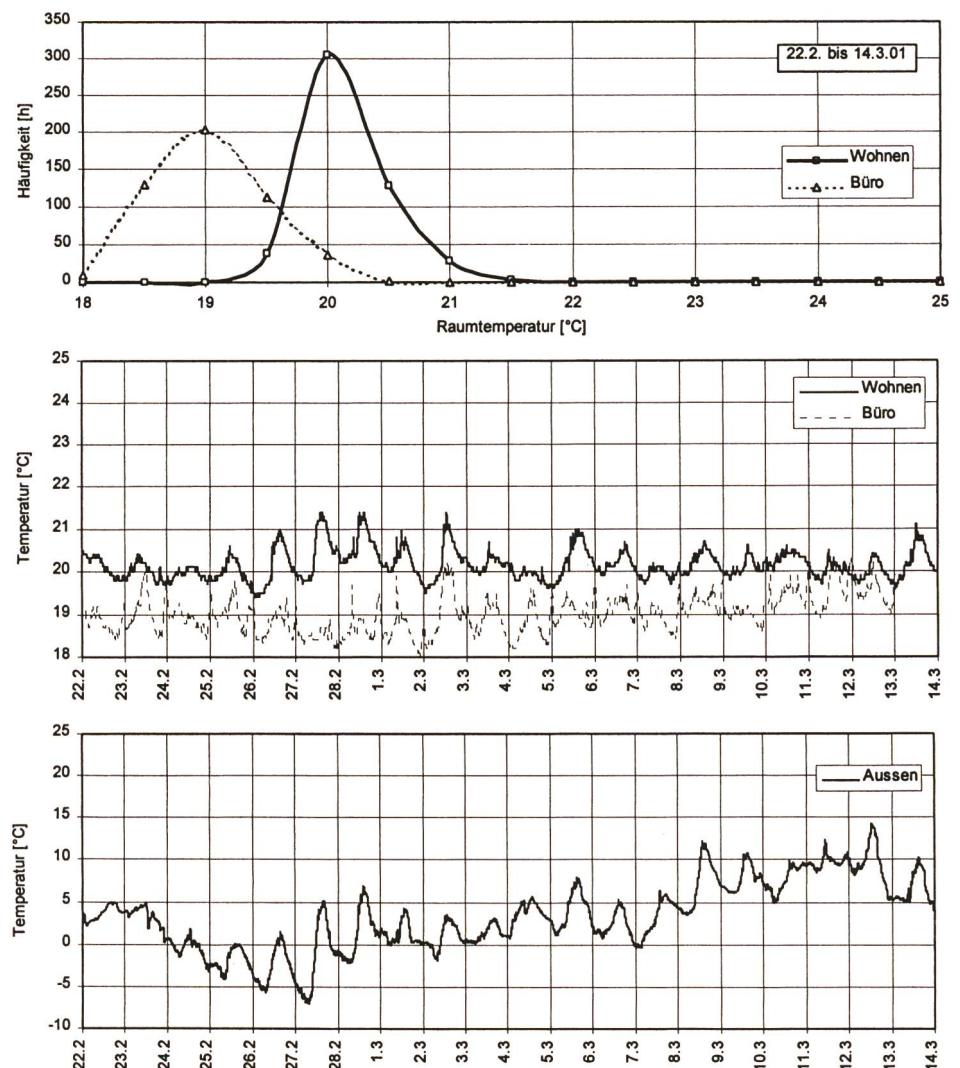 350
300
250
200
150
100
50
0
Häufigkeit [h]
22.2. bis 14.3.01
Wohnen
Büro
18 19 20 21 22 23 24 25
Raumtemperatur [°C]
25
24
23
22
21
20
19
18
Temperatur [°C]
Wohnen
Büro
22.2 23.2 24.2 25.2 26.2 27.2 28.2 1.3 2.3 3.3 4.3 5.3 6.3 7.3 8.3 9.3 10.3 11.3 12.3 13.3 14.3
25
20
15
10
5
0
-5
-10
Temperatur [°C]
Aussen
22.2 23.2 24.2 25.2 26.2 27.2 28.2 1.3 2.3 3.3 4.3 5.3 6.3 7.3 8.3 9.3 10.3 11.3 12.3 13.3 14.3